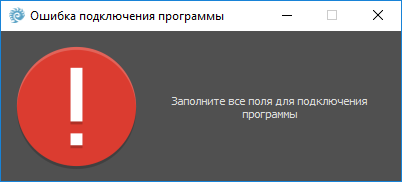 Ошибка подключения программы
Заполните все поля для подключения
программы